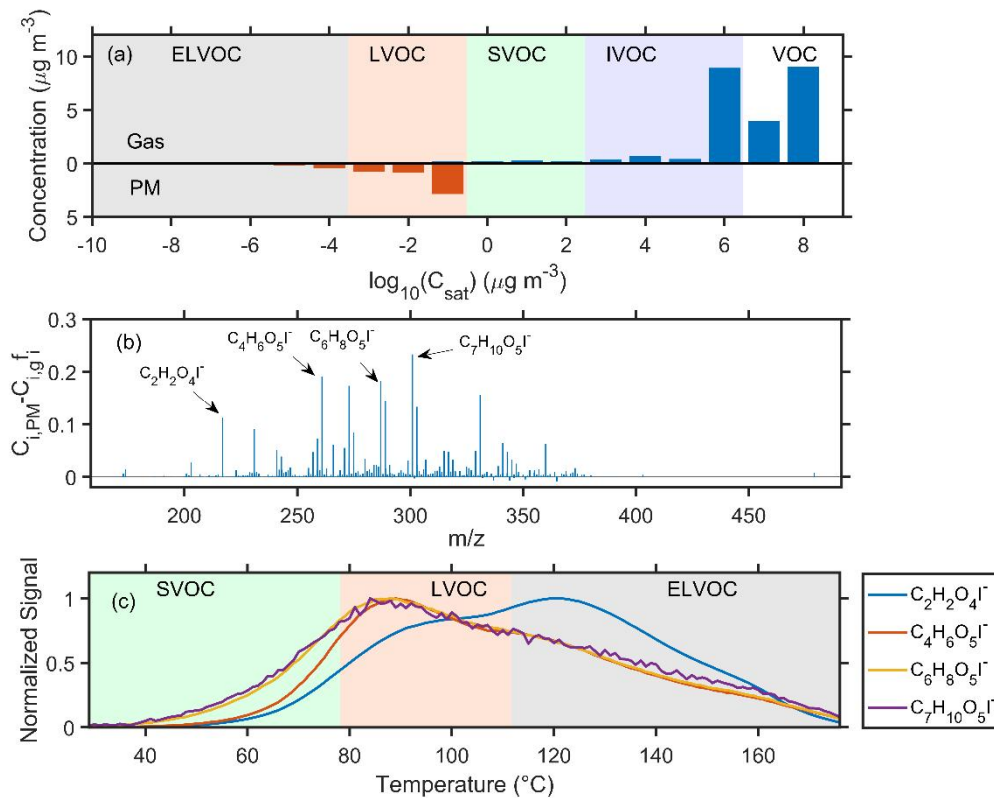 (a) ELVOC LVOC SVOC IVOC VOC
Concentration (μg m⁻³)
10
5
0
5
Gas
PM
-10 -8 -6 -4 -2 0 2 4 6 8
log₁₀(C_sat) (μg m⁻³)
(b)
C_i,PM-C_i,g f_i
0.3
0.2
0.1
0
C₂H₂O₄I⁻
C₄H₆O₅I⁻
C₆H₈O₅I⁻
C₇H₁₀O₅I⁻
200 250 300 350 400 450
m/z
(c) SVOC LVOC ELVOC
Normalized Signal
1
0.5
0
40 60 80 100 120 140 160
Temperature (°C)
C₂H₂O₄I⁻
C₄H₆O₅I⁻
C₆H₈O₅I⁻
C₇H₁₀O₅I⁻